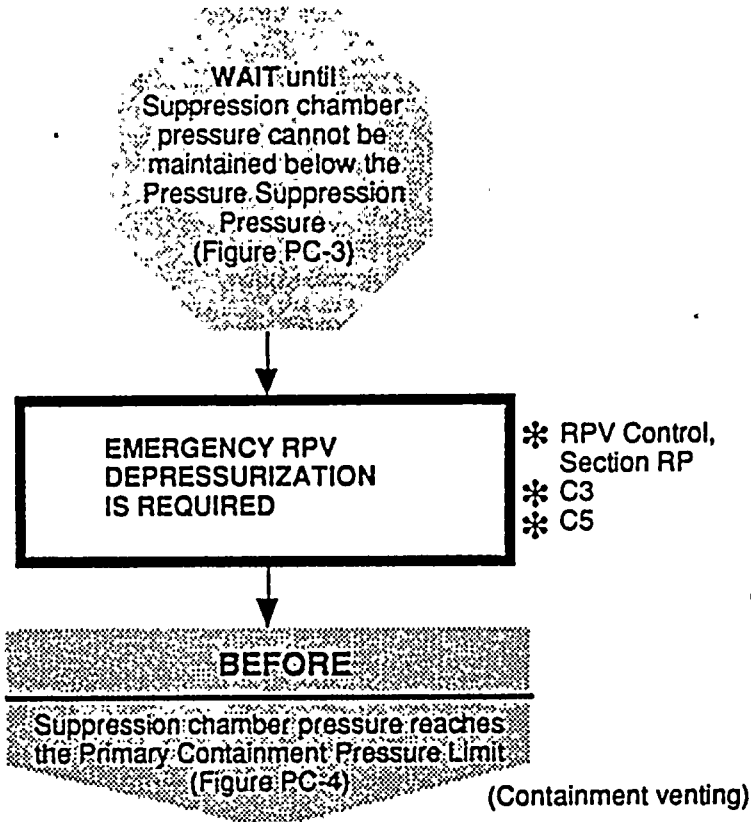 WAIT until
Suppression chamber
pressure cannot be
maintained below the
Pressure Suppression
Pressure
(Figure PC-3)
EMERGENCY RPV
DEPRESSURIZATION
IS REQUIRED
✻ RPV Control,
Section RP
✻ C3
✻ C5
BEFORE
Suppression chamber pressure reaches
the Primary Containment Pressure Limit
(Figure PC-4)
(Containment venting)